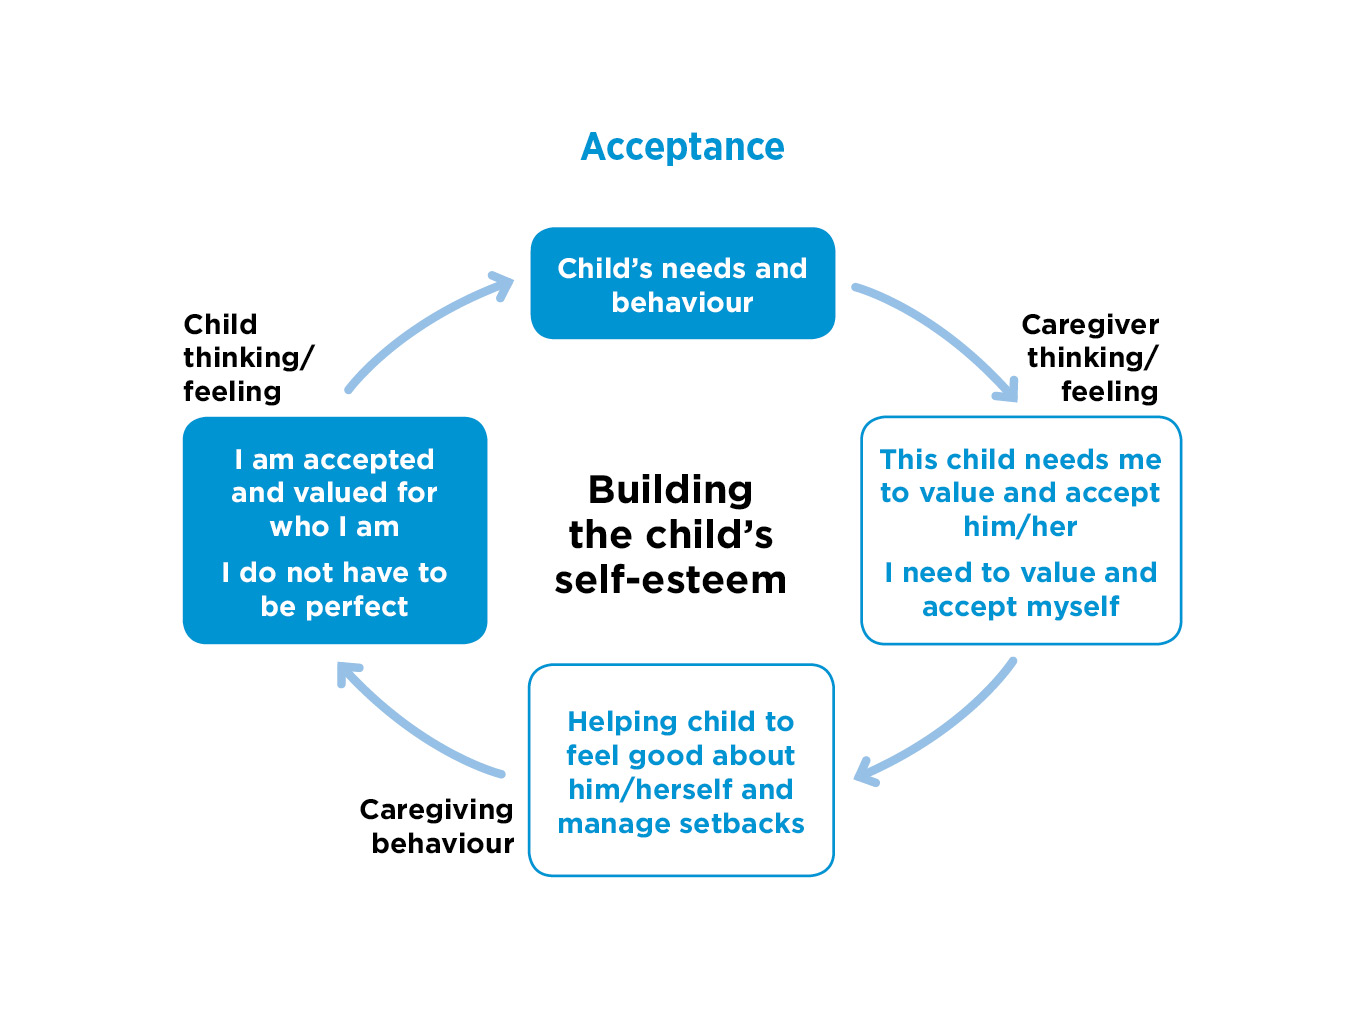 Acceptance
Child’s needs and
behaviour
Caregiver
thinking/
feeling
This child needs me
to value and accept
him/her
I need to value and
accept myself
Helping child to
feel good about
him/herself and
manage setbacks
Caregiving
behaviour
Child
thinking/
feeling
I am accepted
and valued for
who I am
I do not have to
be perfect
Building
the child’s
self-esteem